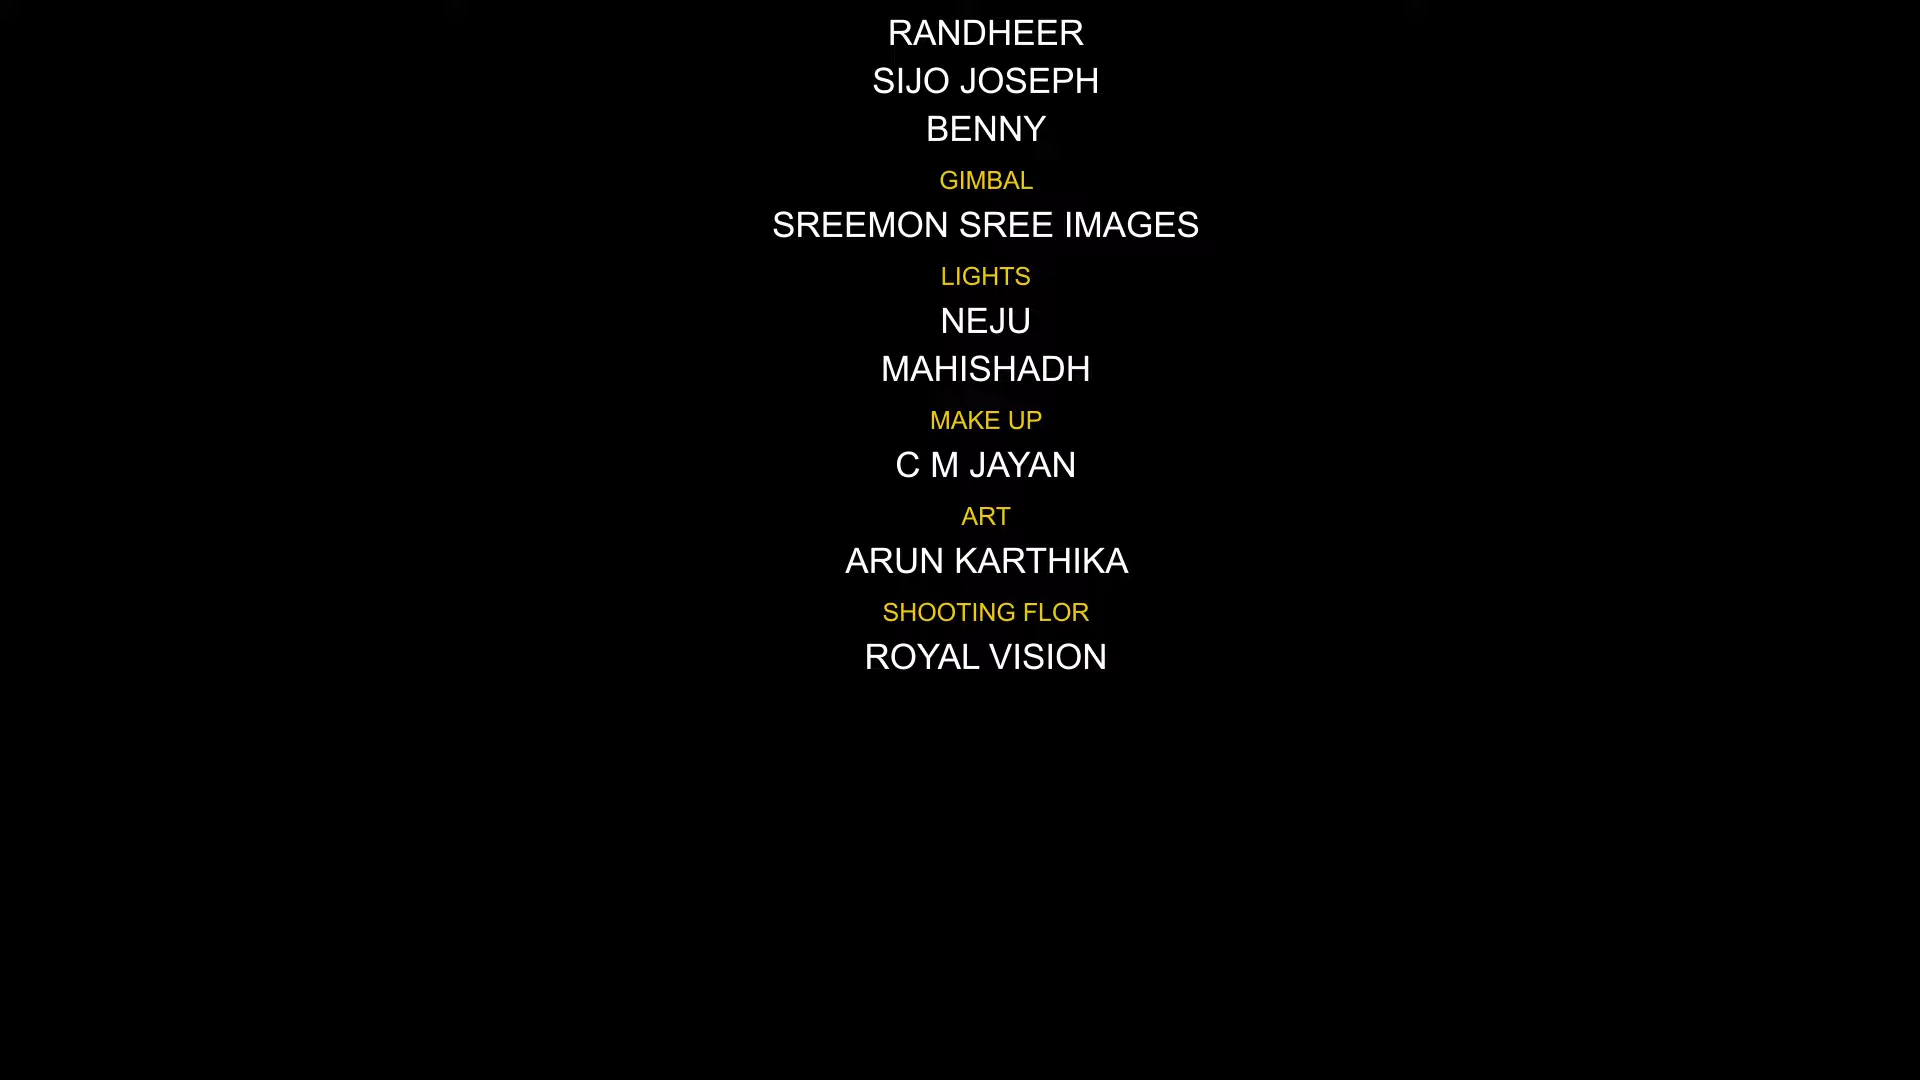 RANDHEER
SIJO JOSEPH
BENNY
GIMBAL
SREEMON SREE IMAGES
LIGHTS
NEJU
MAHISHADH
MAKE UP
C M JAYAN
ART
ARUN KARTHIKA
SHOOTING FLOR
ROYAL VISION